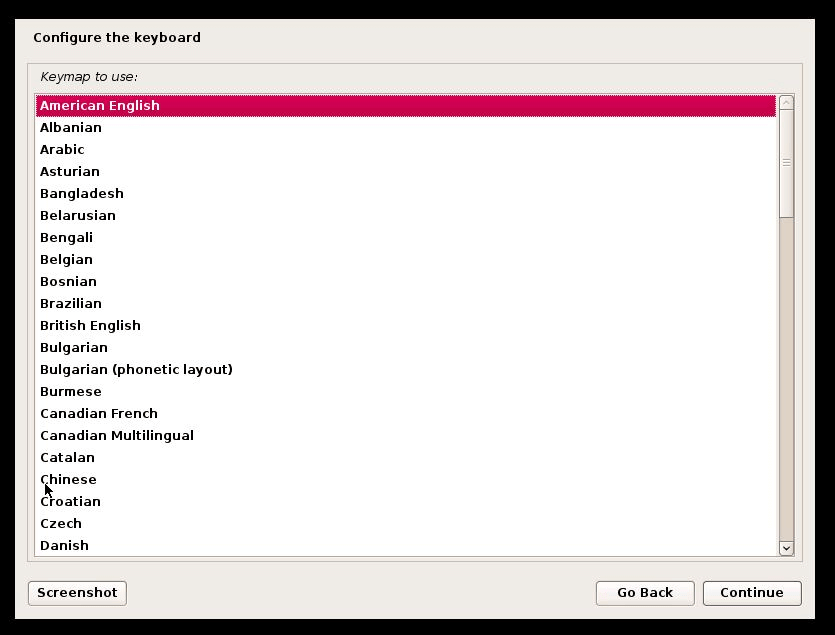 Configure the keyboard
Keymap to use:
American English
Albanian
Arabic
Asturian
Bangladesh
Belarusian
Bengali
Belgian
Bosnian
Brazilian
British English
Bulgarian
Bulgarian (phonetic layout)
Burmese
Canadian French
Canadian Multilingual
Catalan
Chinese
Croatian
Czech
Danish
Screenshot Go Back Continue